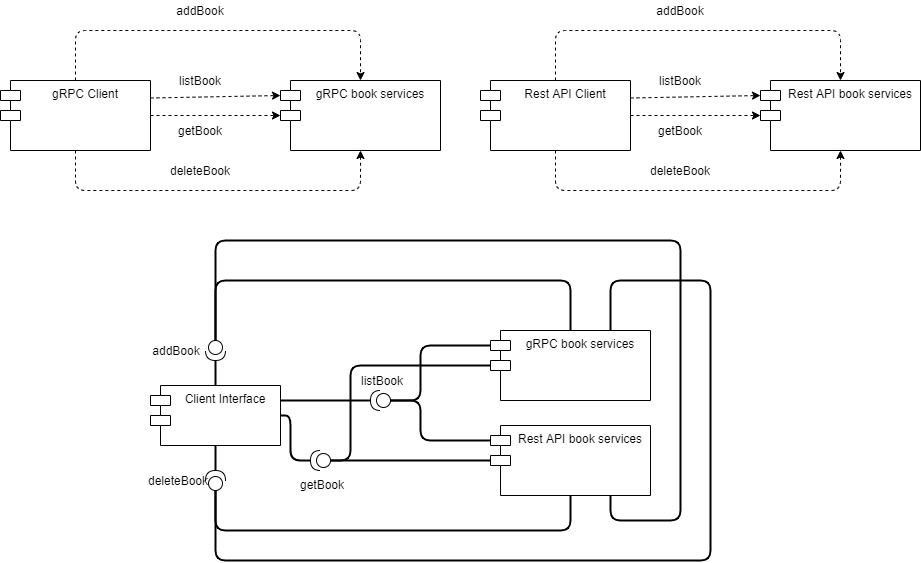 addBook
addBook
gRPC Client
listBook
gRPC book services
Rest API Client
listBook
Rest API book services
getBook
getBook
deleteBook
deleteBook
addBook
gRPC book services
listBook
Client Interface
Rest API book services
deleteBook
getBook